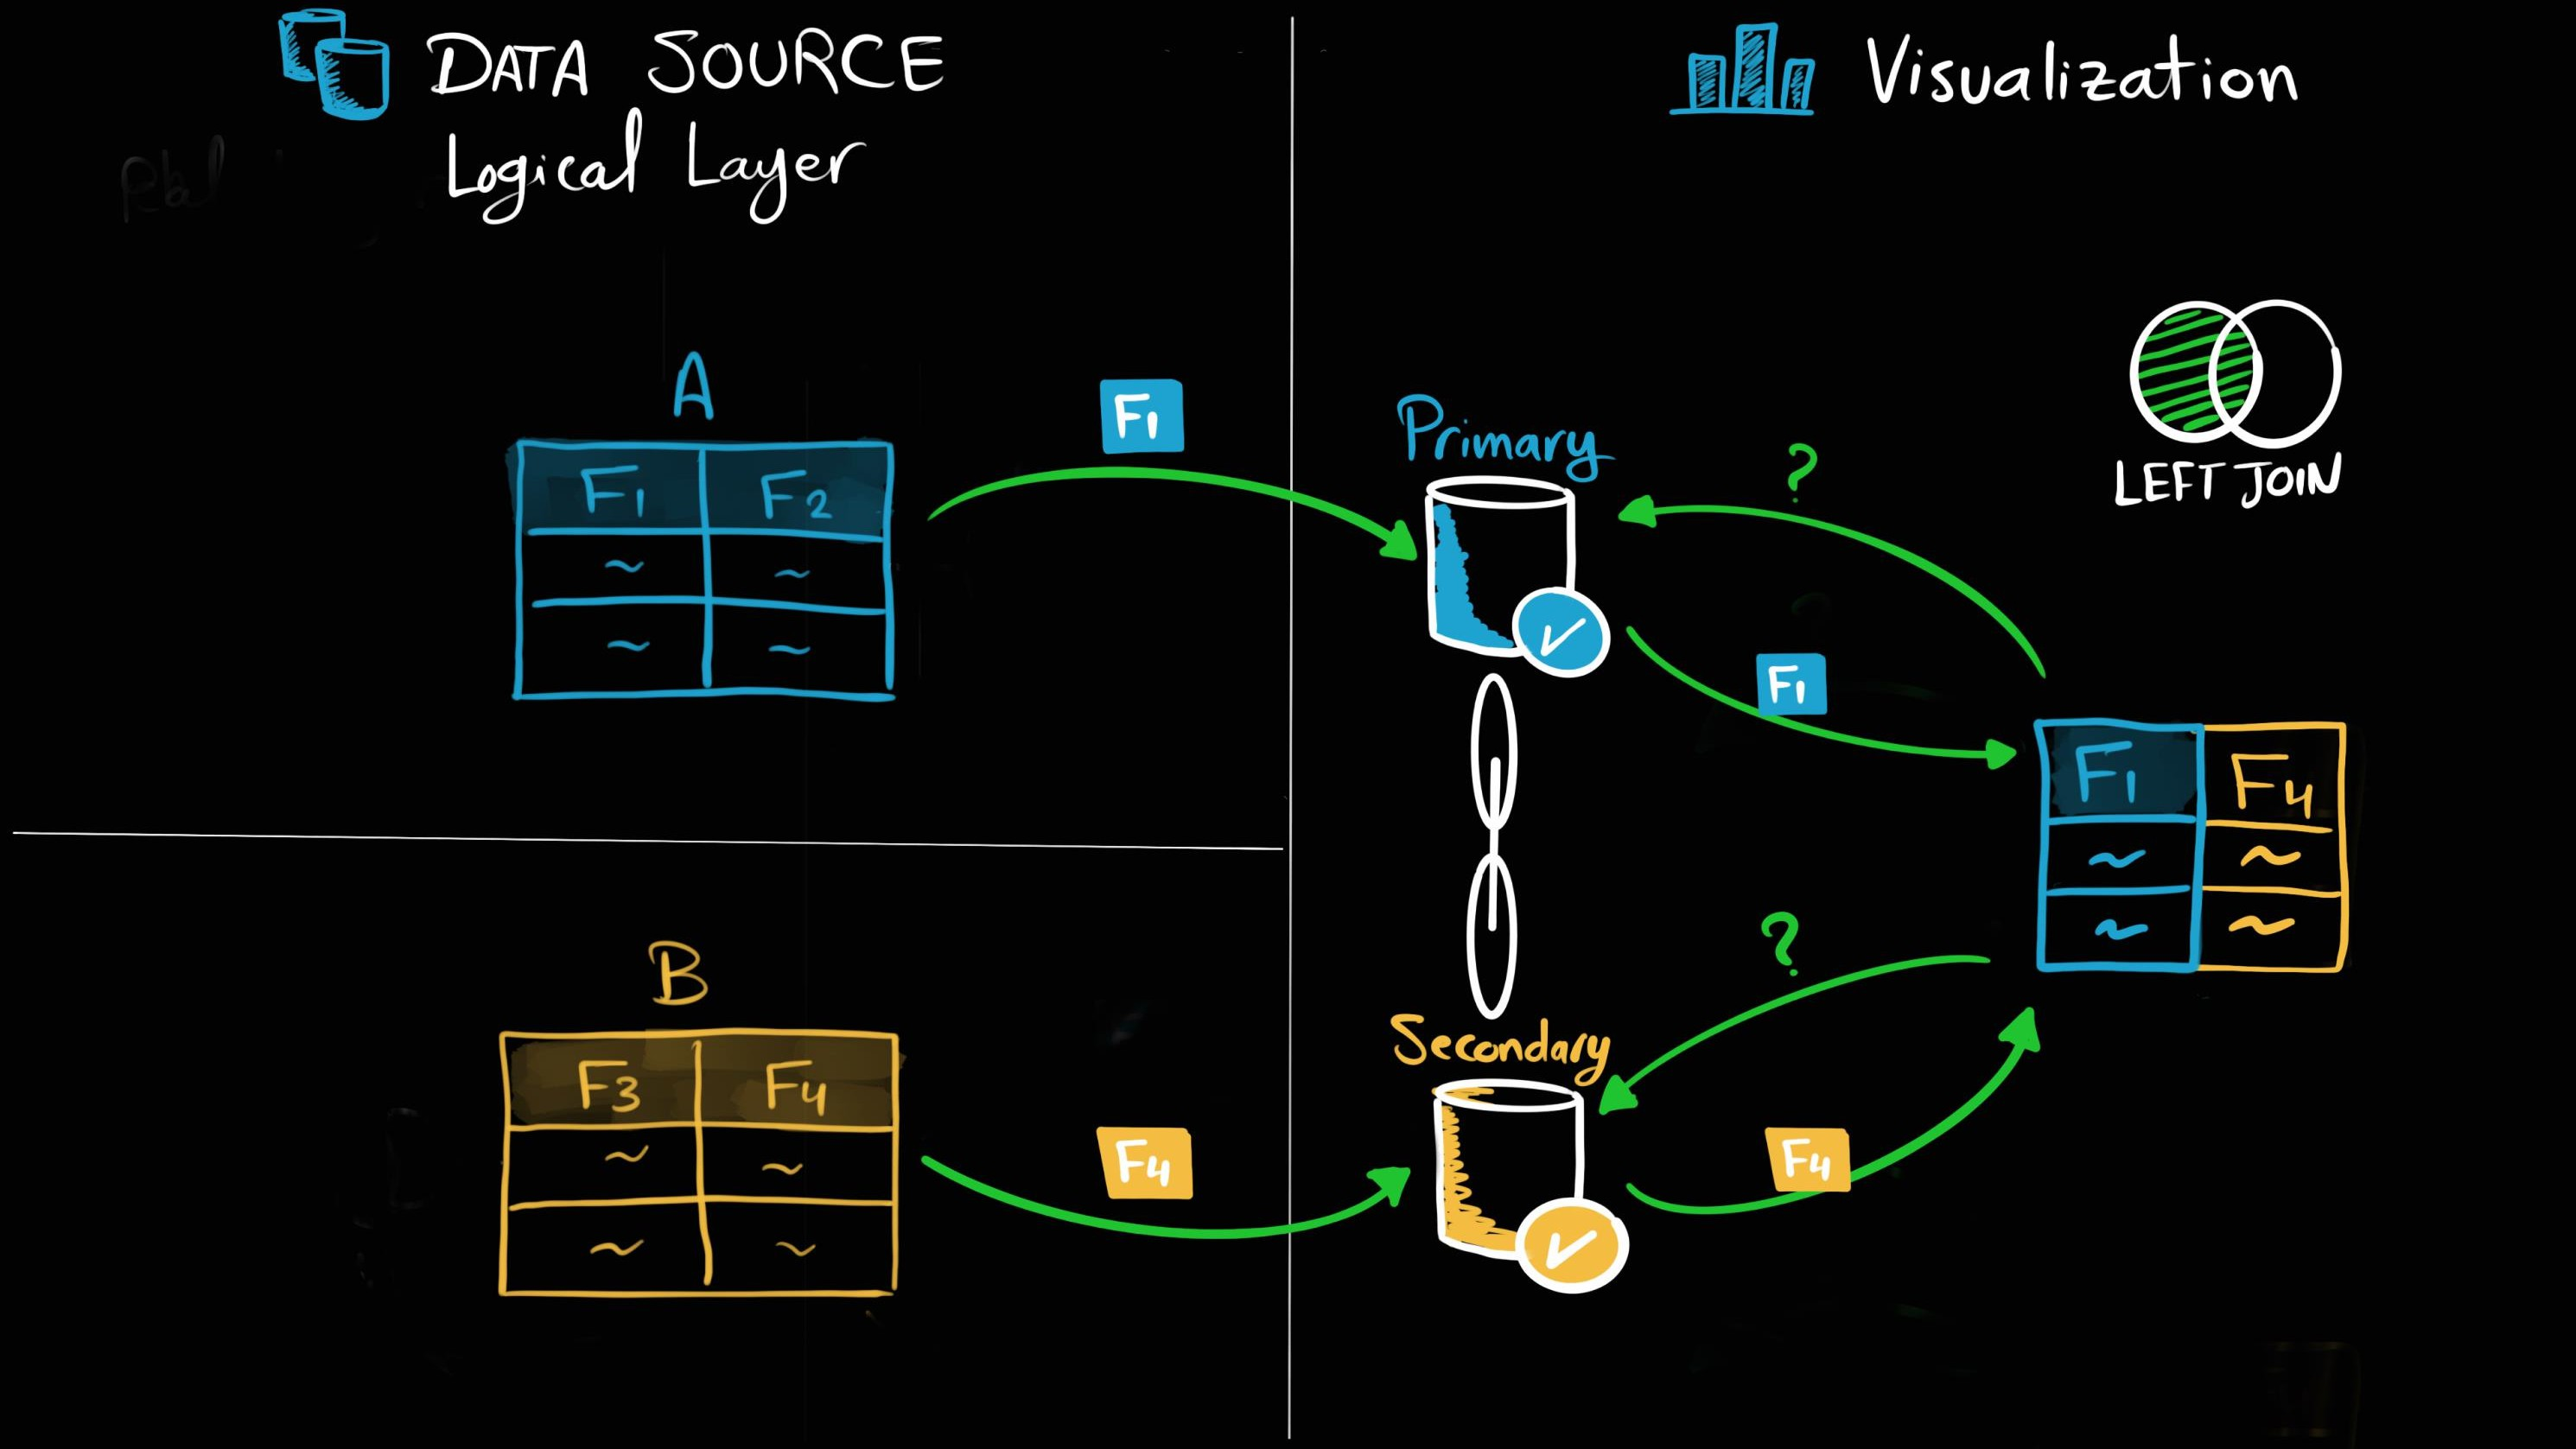 DATA SOURCE
Logical Layer
Visualization
A
F1
F1 F2
~ ~
~ ~
Primary
?
F1
LEFT JOIN
F1 F4
~ ~
~ ~
B
F3 F4
~ ~
~ ~
F4
Secondary
?
F4